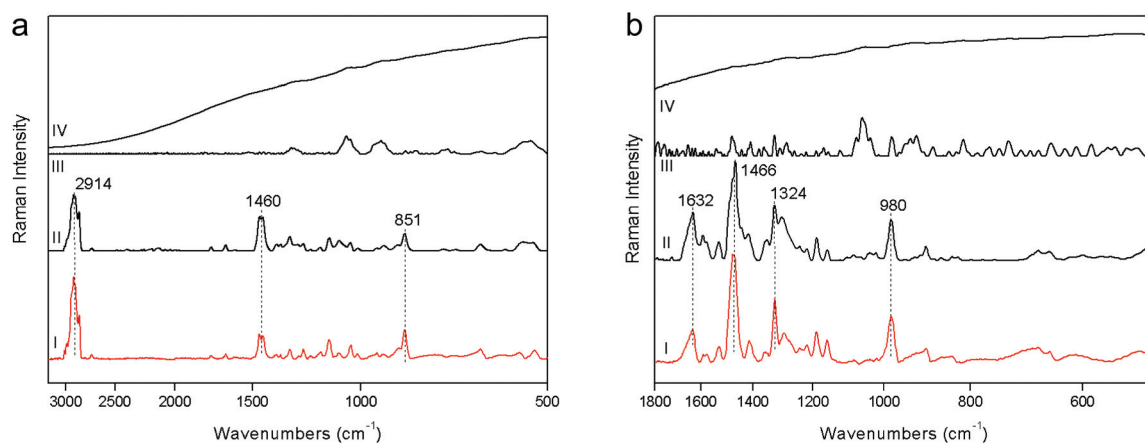 a
Raman Intensity
IV
III
2914
1460
851
II
I
3000 2500 2000 1500 1000 500
Wavenumbers (cm⁻¹)
b
Raman Intensity
IV
III
1632
1466
1324
980
II
I
1800 1600 1400 1200 1000 800 600
Wavenumbers (cm⁻¹)